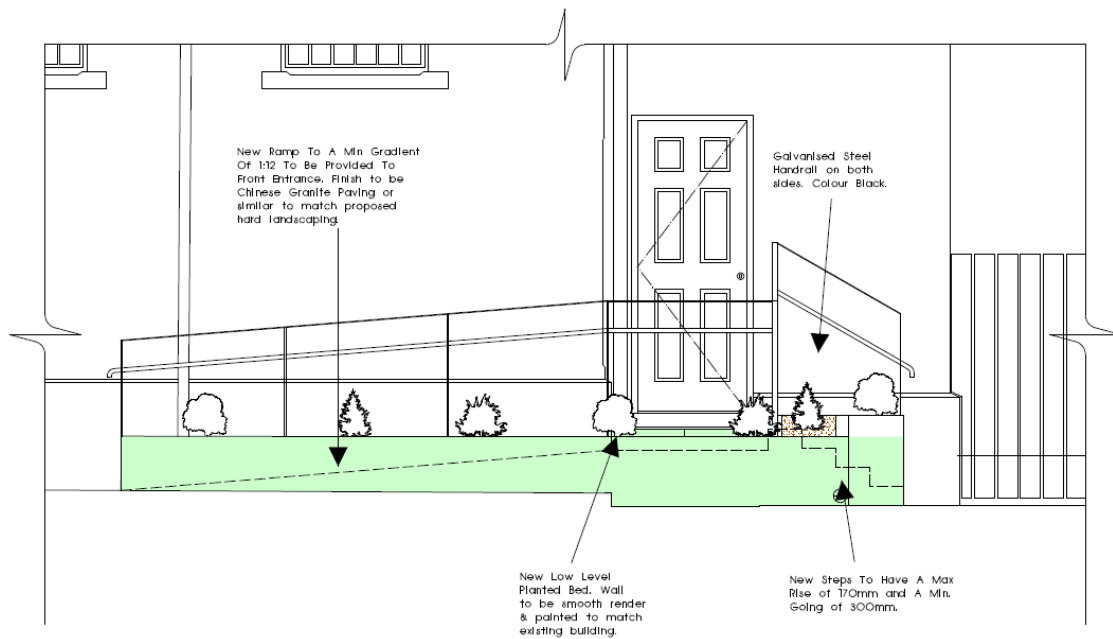 New Ramp To A Min Gradient
Of 1:12 To Be Provided To
Front Entrance. Finish to be
Chinese Granite Paving or
similar to match proposed
hard landscaping.
Galvanised Steel
Handrail on both
sides. Colour Black.
New Low Level
Planted Bed. Wall
to be smooth render
& painted to match
existing building.
New Steps To Have A Max
Rise of 170mm and A Min.
Going of 300mm.